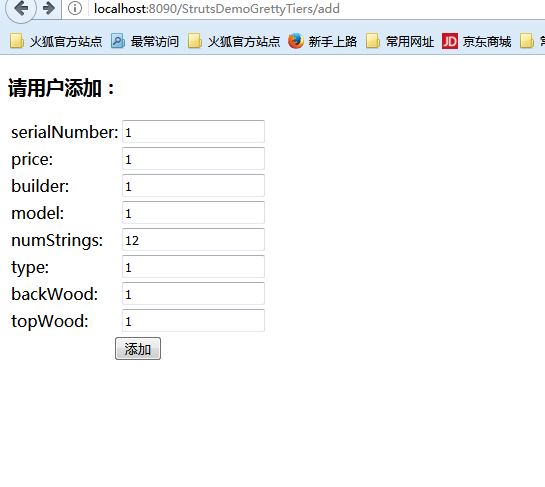 localhost:8090/StrutsDemoGrettyTiers/add
火狐官方站点 最常访问 火狐官方站点 新手上路 常用网址 JD 京东商城
请用户添加：
serialNumber: 1
price: 1
builder: 1
model: 1
numStrings: 12
type: 1
backWood: 1
topWood: 1
添加